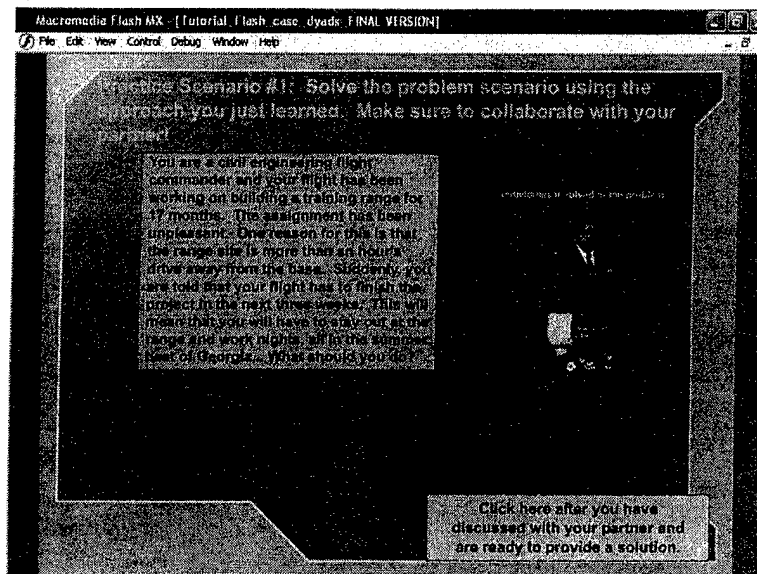 Macromedia Flash MX - [Tutorial_Flash_case_dyads_FINAL VERSION]
File Edit View Control Debug Window Help
Practice Scenario #1: Solve the problem scenario using the
approach you just learned. Make sure to collaborate with your
partner!
You are a civil engineering flight
commander and your flight has been
working on building a training range for
17 months. The assignment has been
unpleasant. One reason for this is that
the range site is more than an hours'
drive away from the base. Suddenly, you
are told that your flight has to finish the
project in the next three weeks. This will
mean that you will have to stay out at the
range and work nights, all in the summer
heat of Georgia... What should you do?
involved in the problem
Click here after you have
discussed with your partner and
are ready to provide a solution.